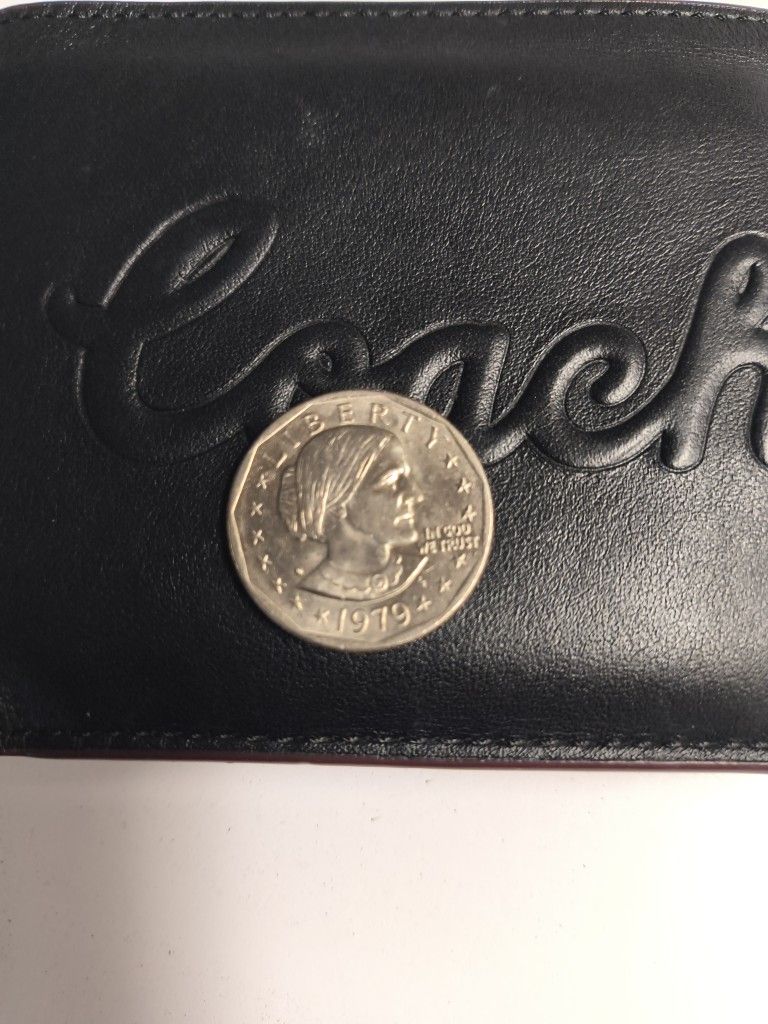 Coach
LIBERTY
IN GOD
WE TRUST
1979